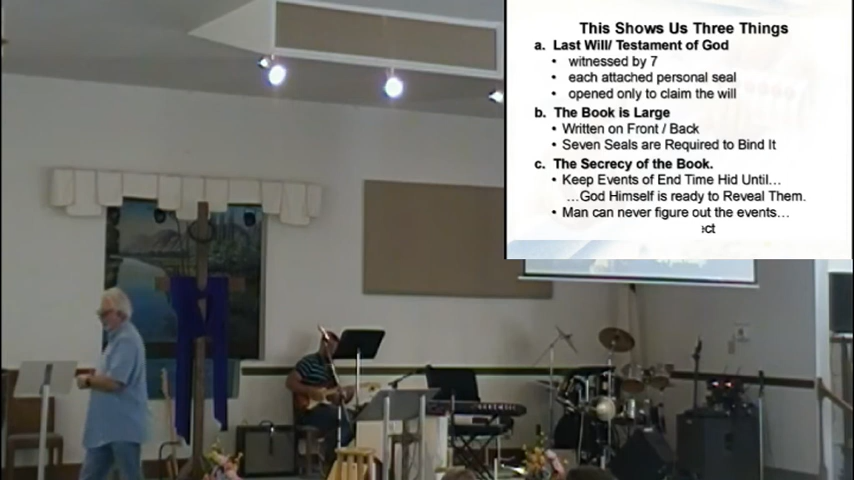 This Shows Us Three Things
a. Last Will/ Testament of God
• witnessed by 7
• each attached personal seal
• opened only to claim the will
b. The Book is Large
• Written on Front / Back
• Seven Seals are Required to Bind It
c. The Secrecy of the Book.
• Keep Events of End Time Hid Until...
...God Himself is ready to Reveal Them.
• Man can never figure out the events...